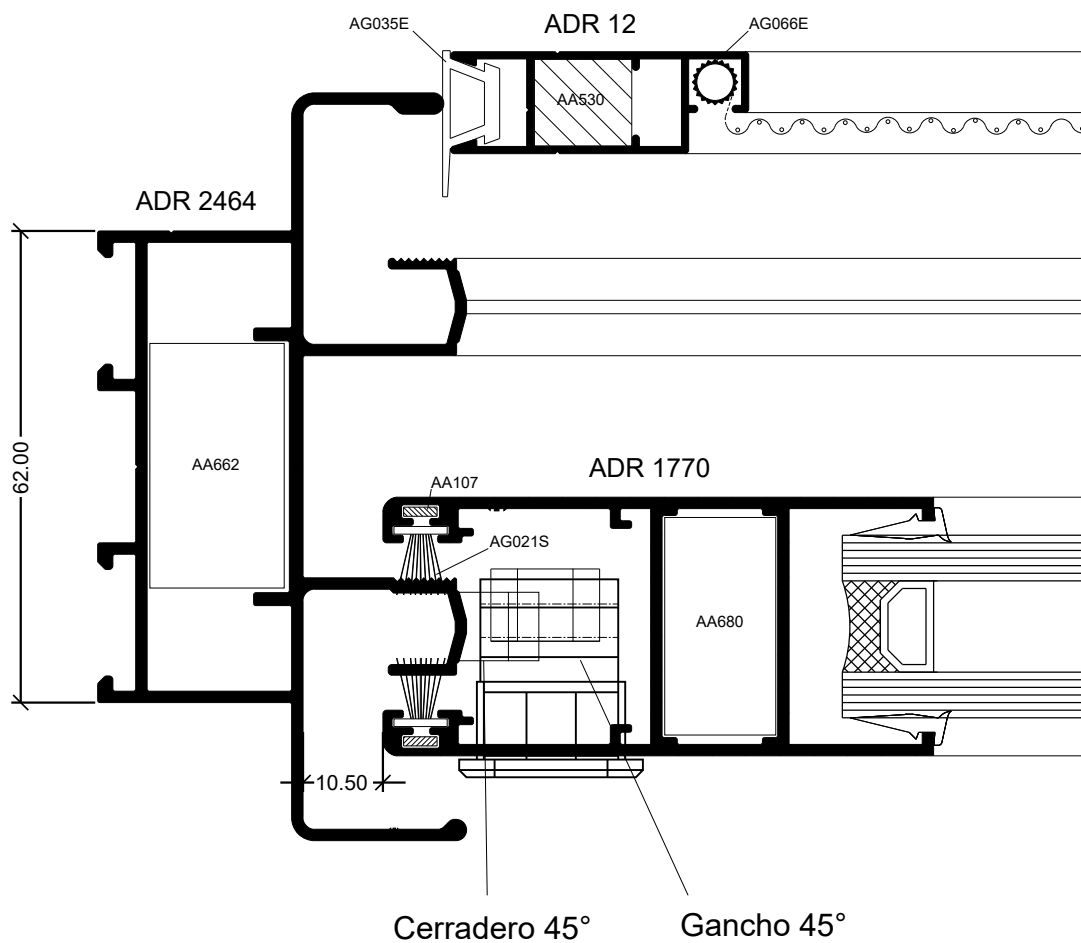 ADR 12
AG035E
AG066E
AA530
ADR 2464
62.00
AA662
ADR 1770
AA107
AG021S
AA680
10.50
Cerradero 45°
Gancho 45°